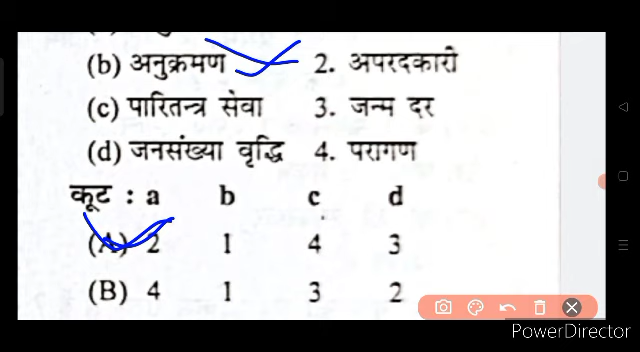 (b) अनुक्रमण 2. अपरदकारी
(c) पारितन्त्र सेवा 3. जन्म दर
(d) जनसंख्या वृद्धि 4. परागण
कूट : a b c d
(A) 2 1 4 3
(B) 4 1 3 2
PowerDirector